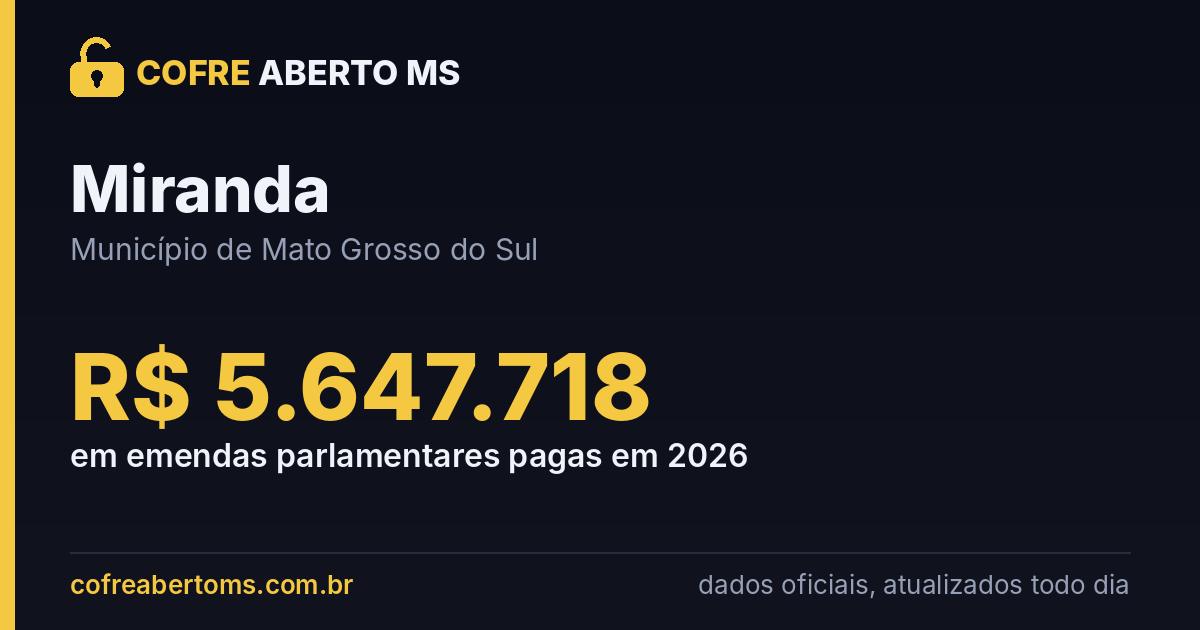 COFRE ABERTO MS
Miranda
Município de Mato Grosso do Sul
R$ 5.647.718
em emendas parlamentares pagas em 2026
cofreabertoms.com.br
dados oficiais, atualizados todo dia